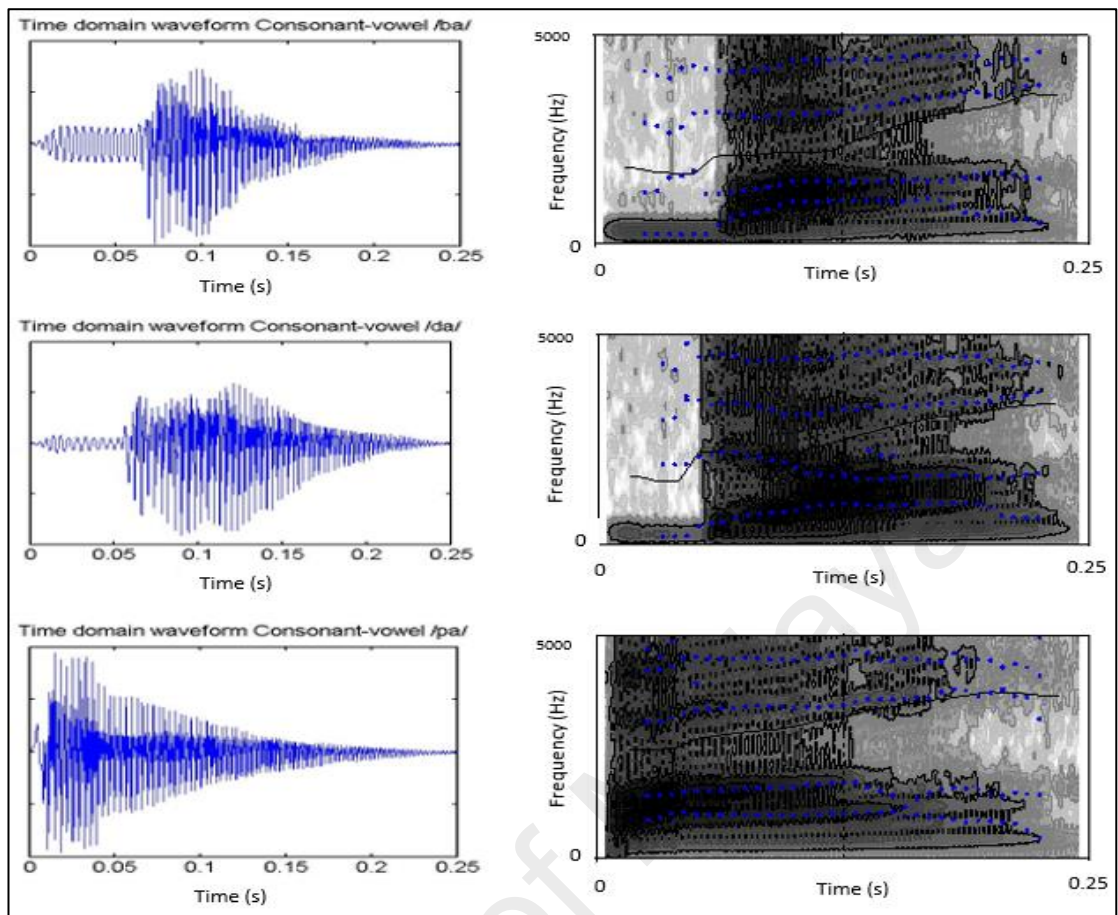 Time domain waveform Consonant-vowel /ba/
0 0.05 0.1 0.15 0.2 0.25
Time (s)
5000
Frequency (Hz)
0
0 0.25
Time (s)
Time domain waveform Consonant-vowel /da/
0 0.05 0.1 0.15 0.2 0.25
Time (s)
5000
Frequency (Hz)
0
0 0.25
Time (s)
Time domain waveform Consonant-vowel /pa/
0 0.05 0.1 0.15 0.2 0.25
Time (s)
5000
Frequency (Hz)
0
0 0.25
Time (s)